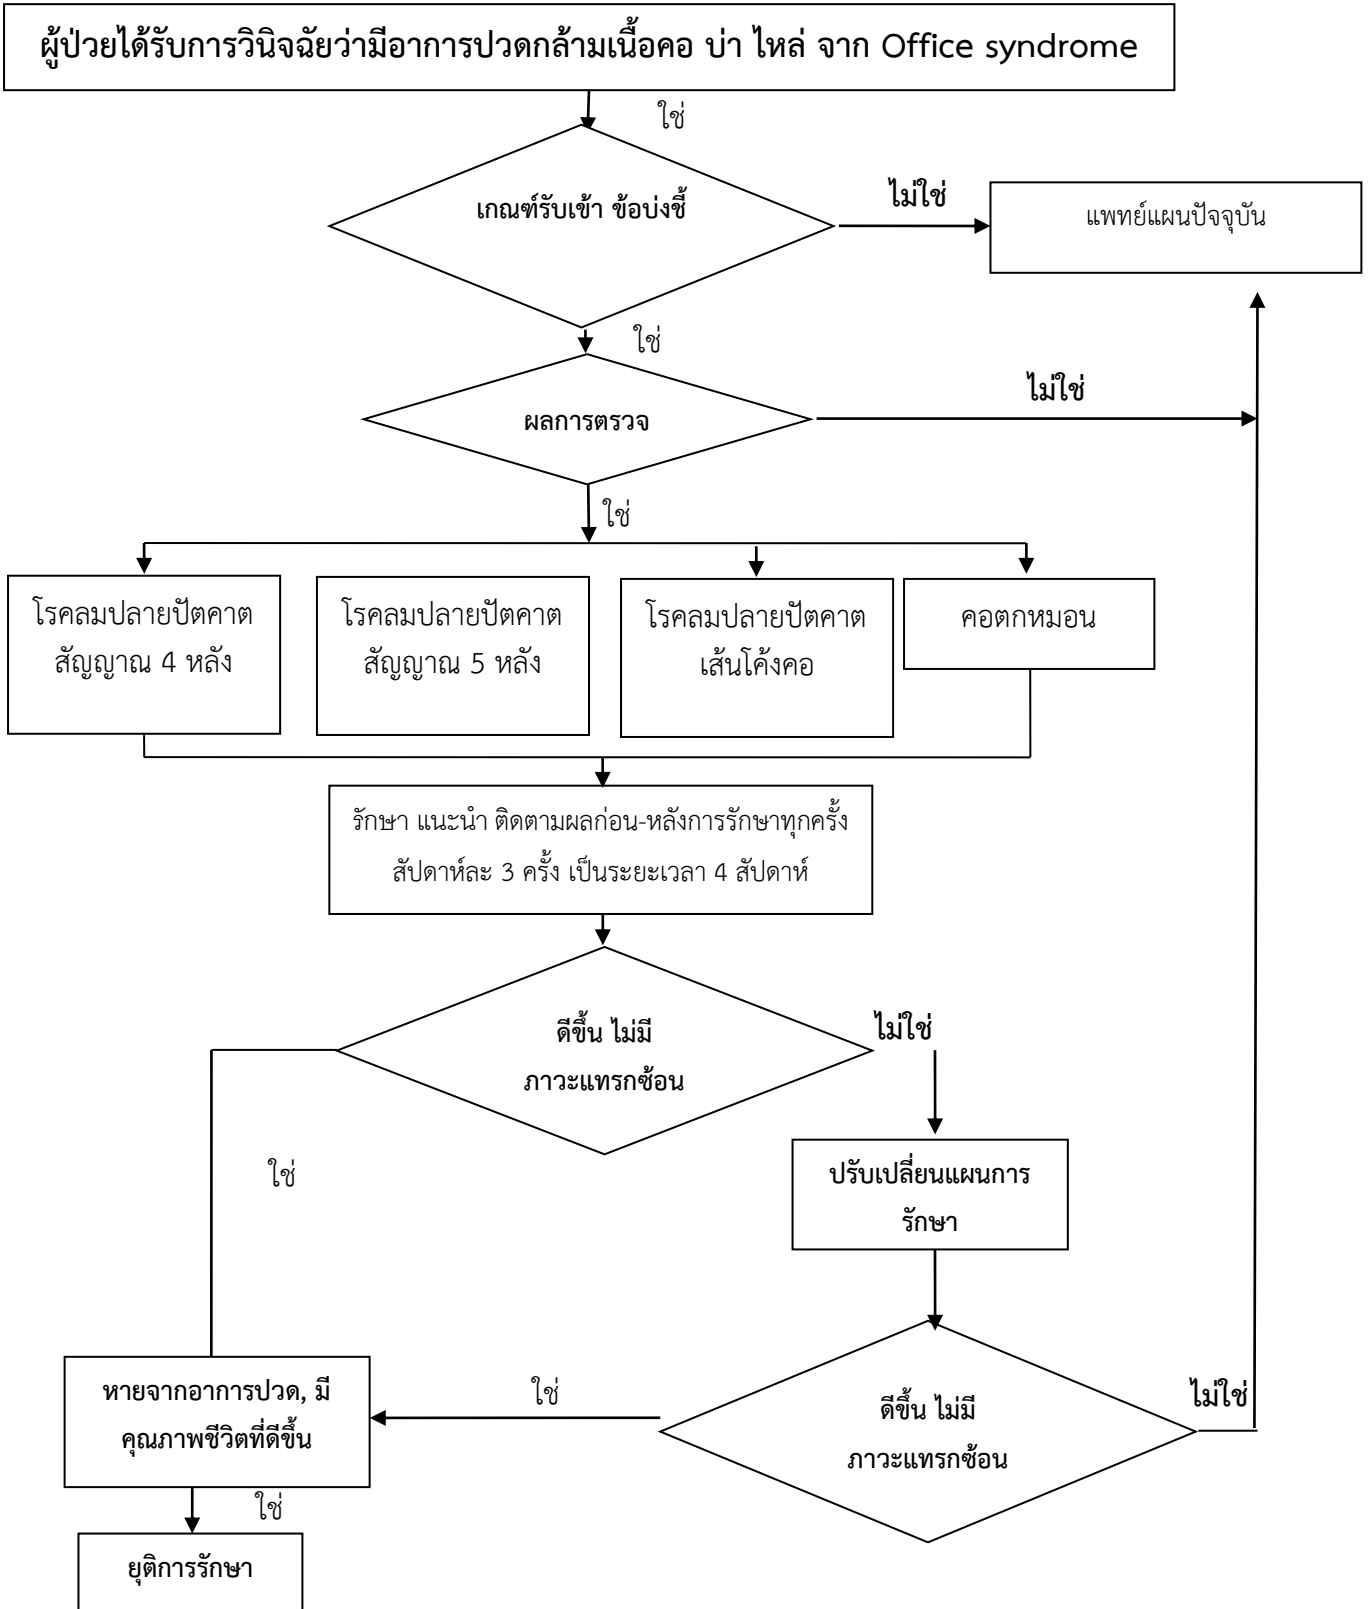 ผู้ป่วยได้รับการวินิจฉัยว่ามีอาการปวดกล้ามเนื้อคอ บ่า ไหล่ จาก Office syndrome
ใช่
เกณฑ์รับเข้า ข้อบ่งชี้
ไม่ใช่
แพทย์แผนปัจจุบัน
ใช่
ผลการตรวจ
ไม่ใช่
ใช่
โรคลมปลายปัตคาต
สัญญาณ 4 หลัง
โรคลมปลายปัตคาต
สัญญาณ 5 หลัง
โรคลมปลายปัตคาต
เส้นโค้งคอ
คอตกหมอน
รักษา แนะนำ ติดตามผลก่อน-หลังการรักษาทุกครั้ง
สัปดาห์ละ 3 ครั้ง เป็นระยะเวลา 4 สัปดาห์
ดีขึ้น ไม่มี
ภาวะแทรกซ้อน
ไม่ใช่
ใช่
ปรับเปลี่ยนแผนการ
รักษา
หายจากอาการปวด, มี
คุณภาพชีวิตที่ดีขึ้น
ใช่
ดีขึ้น ไม่มี
ภาวะแทรกซ้อน
ไม่ใช่
ใช่
ยุติการรักษา